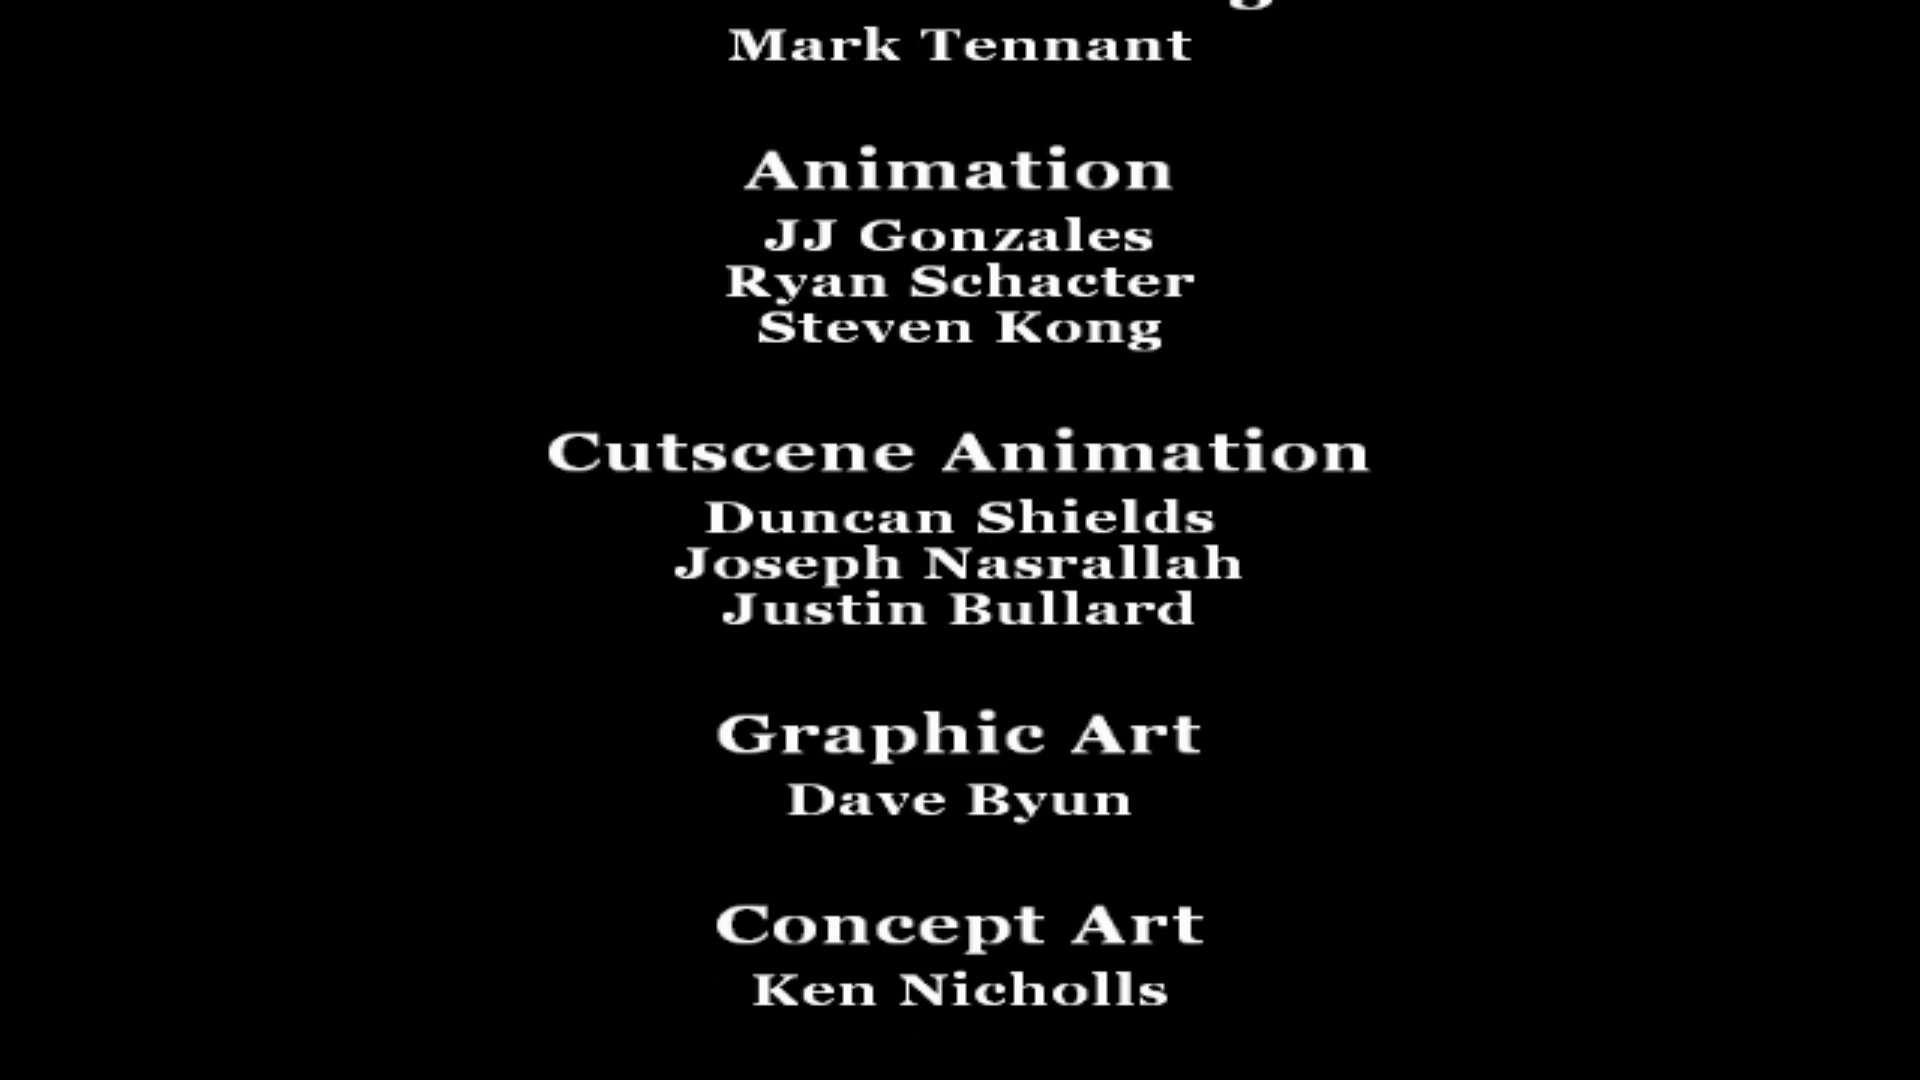 Mark Tennant
Animation
JJ Gonzales
Ryan Schacter
Steven Kong
Cutscene Animation
Duncan Shields
Joseph Nasrallah
Justin Bullard
Graphic Art
Dave Byun
Concept Art
Ken Nicholls